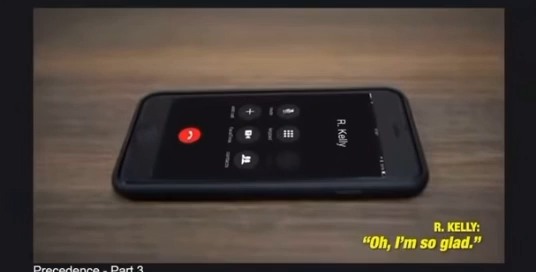 R. Kelly
R. KELLY:
"Oh, I'm so glad."
Precedence - Part 3